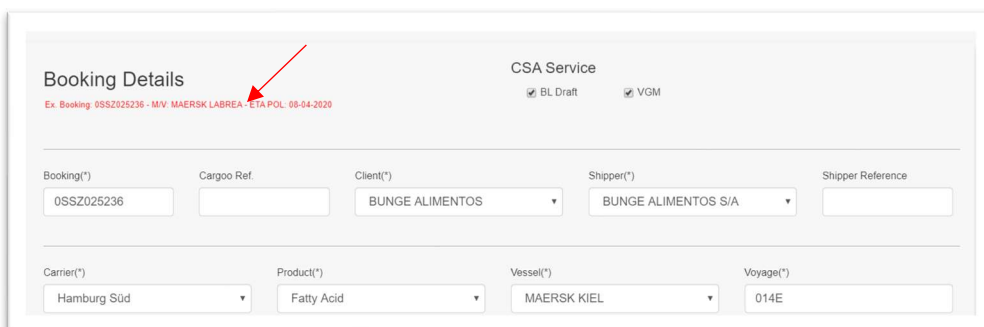 Booking Details
Ex. Booking: 0SSZ025236 - M/V: MAERSK LABREA - ETA POL: 08-04-2020
CSA Service
BL Draft VGM
Booking(*) Cargoo Ref. Client(*) Shipper(*) Shipper Reference
0SSZ025236 BUNGE ALIMENTOS BUNGE ALIMENTOS S/A
Carrier(*) Product(*) Vessel(*) Voyage(*)
Hamburg Süd Fatty Acid MAERSK KIEL 014E